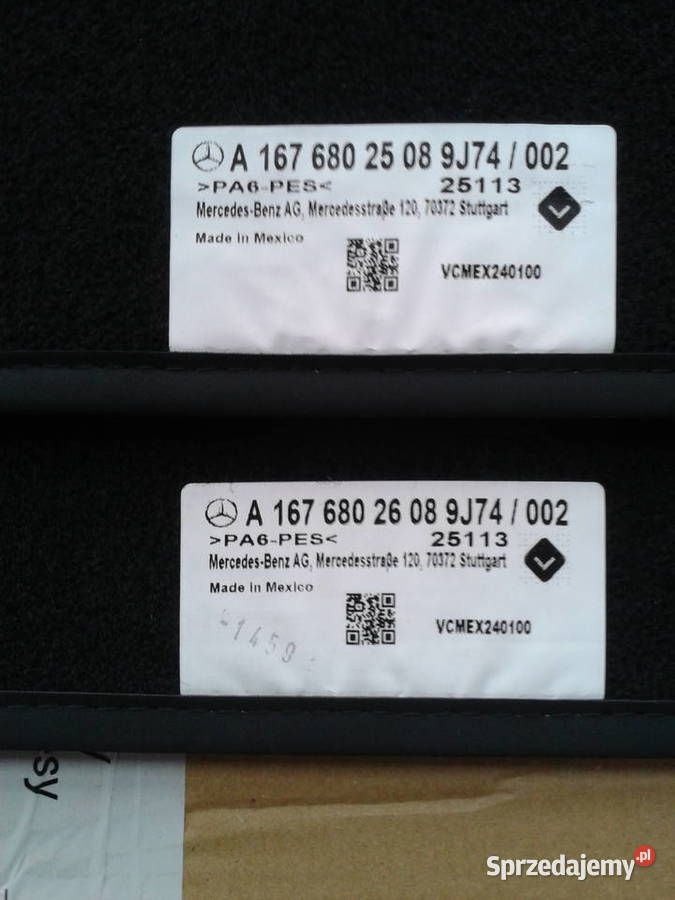 A 167 680 25 08 9J74 / 002
>PA6-PES< 25113
Mercedes-Benz AG, Mercedesstraße 120, 70372 Stuttgart
Made in Mexico
VCMEX240100
A 167 680 26 08 9J74 / 002
>PA6-PES< 25113
Mercedes-Benz AG, Mercedesstraße 120, 70372 Stuttgart
Made in Mexico
VCMEX240100
1459
sy
Sprzedajemy.pl